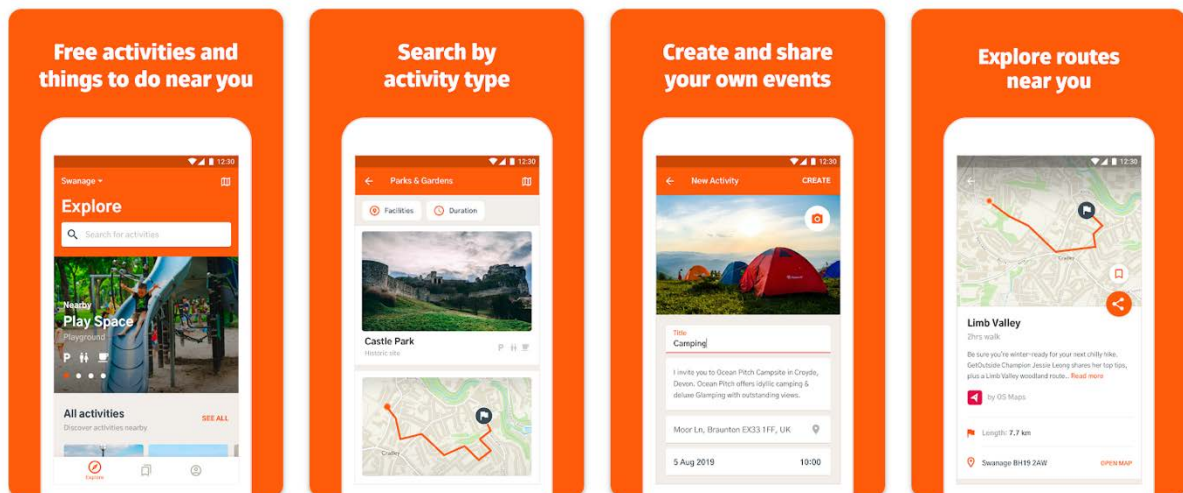 Free activities and
things to do near you
12:30
Swanage
Explore
Search for activities
Nearby
Play Space
Playground
P
All activities
SEE ALL
Discover activities nearby
Explore
Search by
activity type
12:30
Parks & Gardens
Facilities
Duration
Castle Park
Historic site
P
Cradley
Create and share
your own events
12:30
New Activity
CREATE
Title
Camping
I invite you to Ocean Pitch Campsite in Croyde,
Devon. Ocean Pitch offers idyllic camping &
deluxe Glamping with outstanding views.
Moor Ln, Braunton EX33 1FF, UK
5 Aug 2019
10:00
Explore routes
near you
12:30
Cradley
Limb Valley
2hrs walk
Be sure you're winter-ready for your next chilly hike.
GetOutside Champion Jessie Leong shares her top tips,
plus a Limb Valley woodland route... Read more
by OS Maps
Length: 7,7 km
Swanage BH19 2AW
OPEN MAP